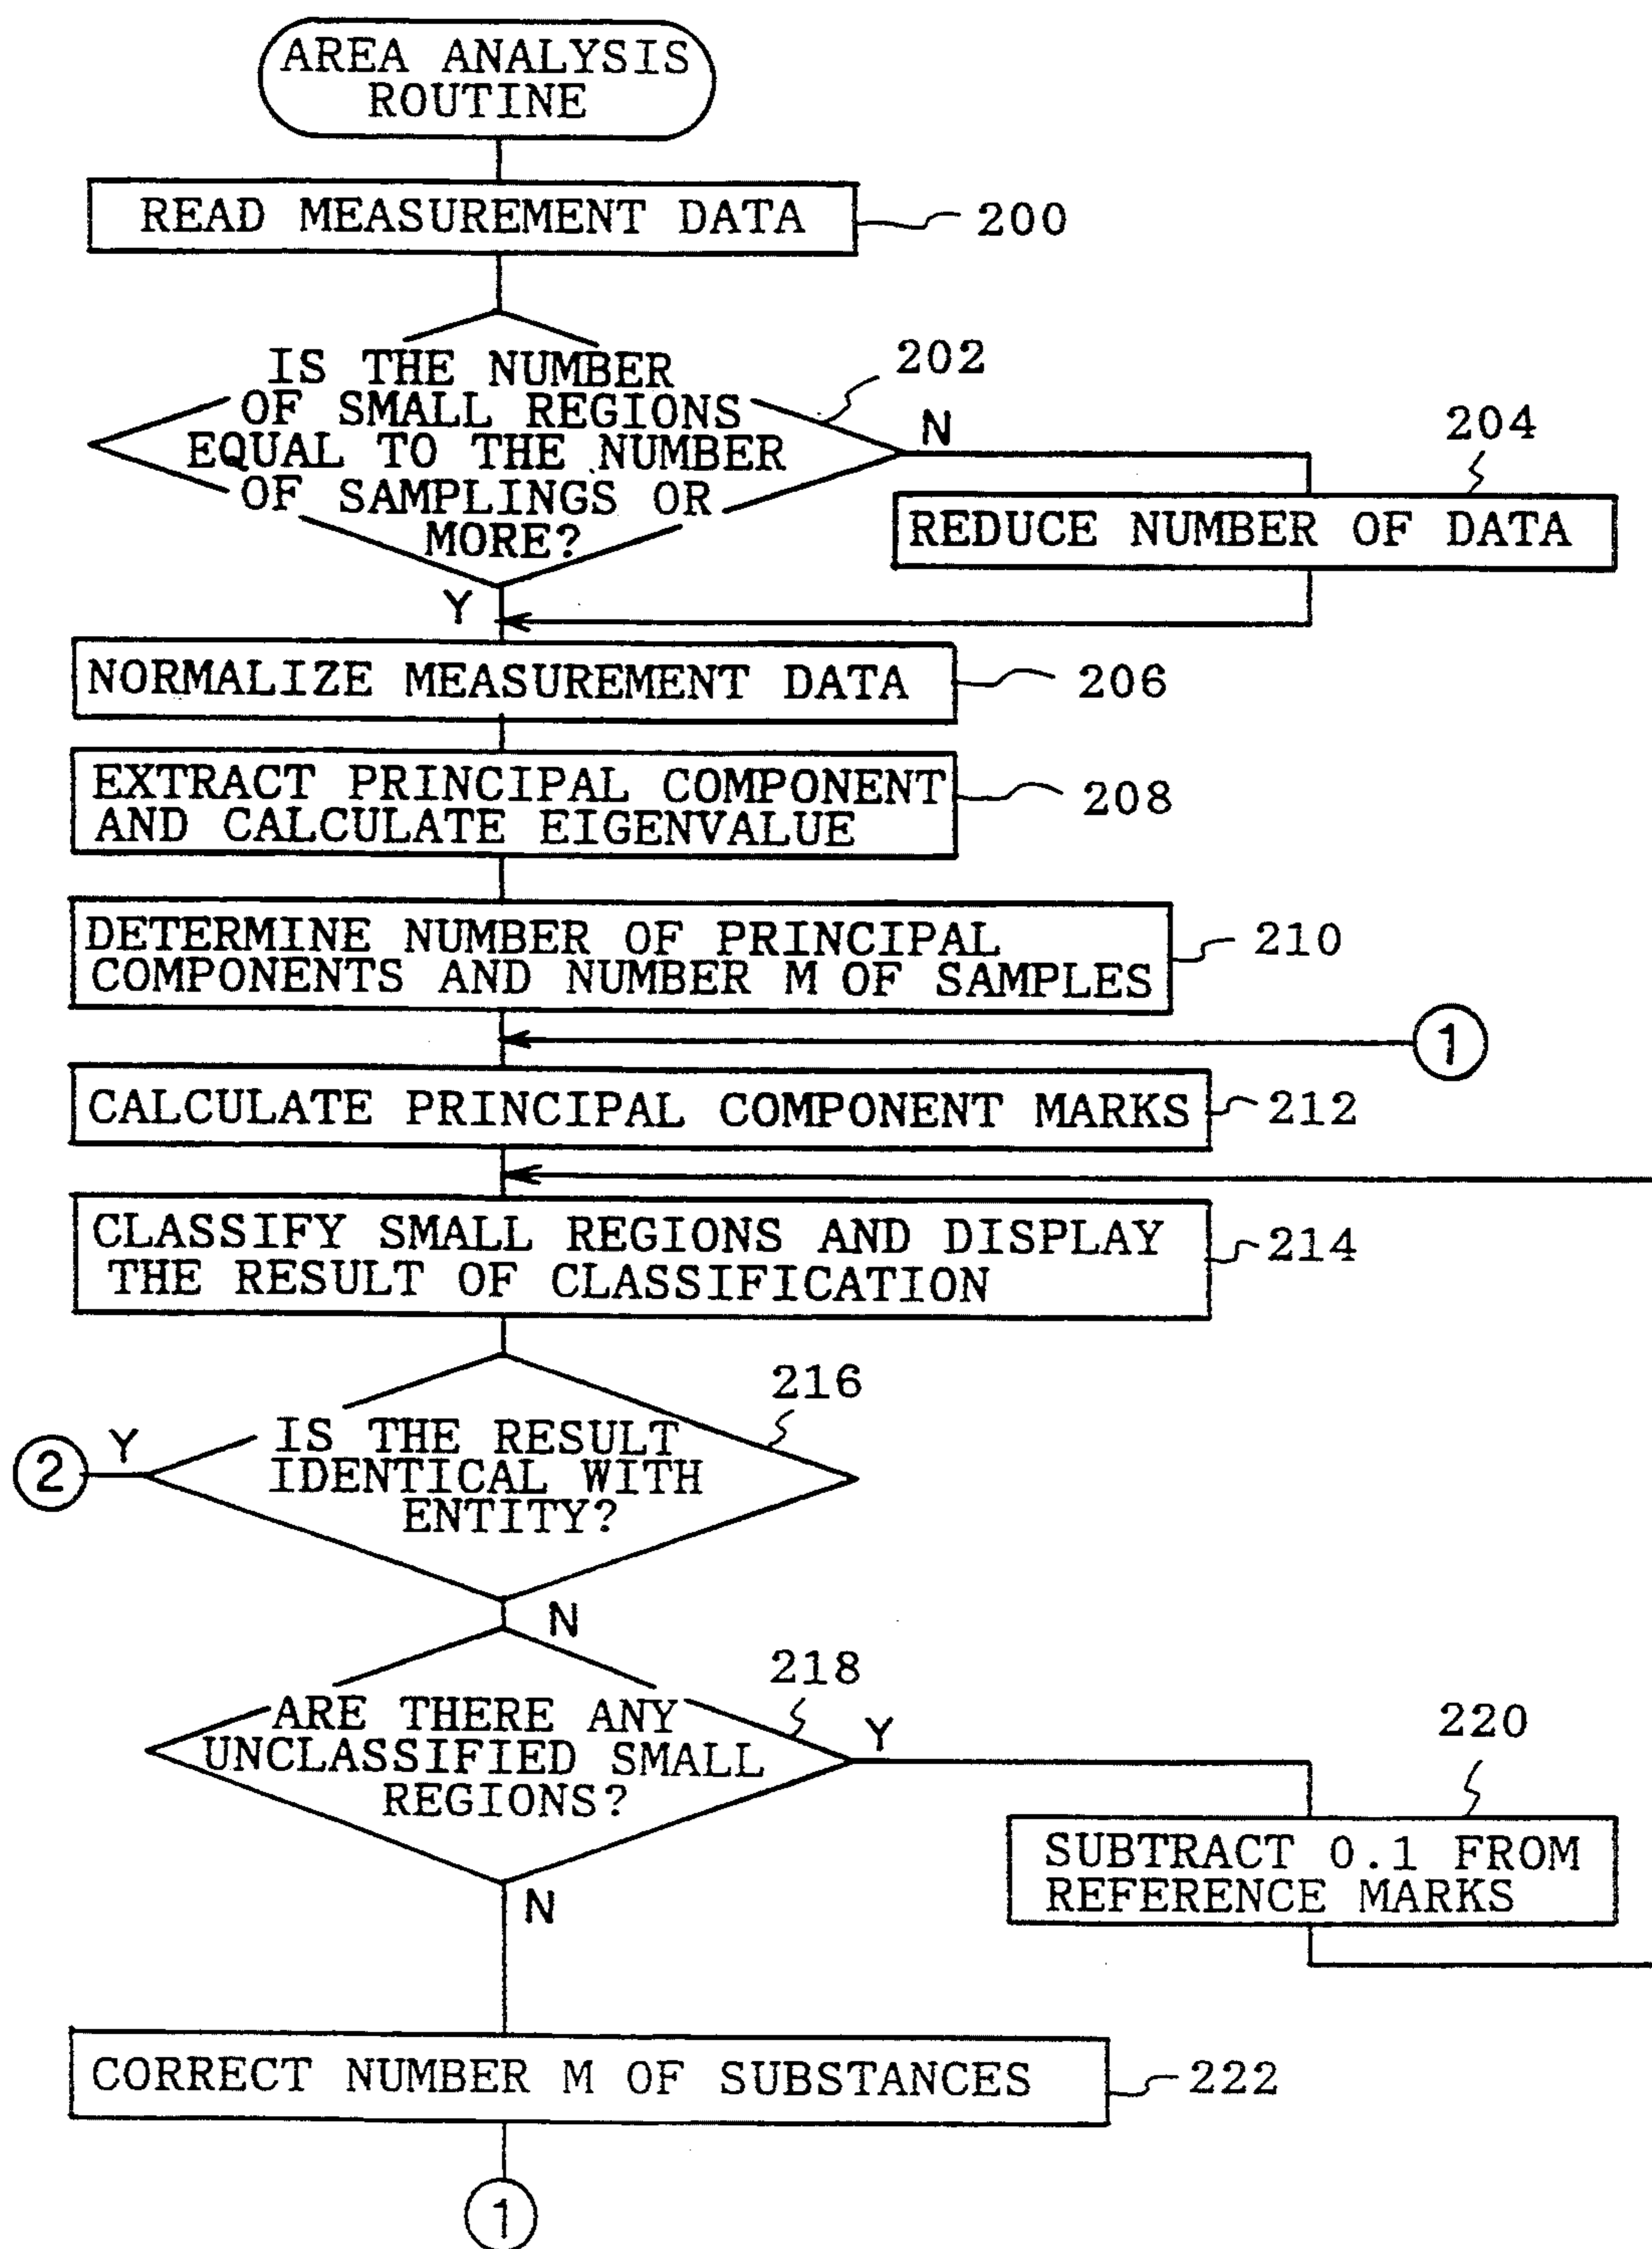 AREA ANALYSIS
ROUTINE
READ MEASUREMENT DATA
200
IS THE NUMBER
OF SMALL REGIONS
EQUAL TO THE NUMBER
OF SAMPLINGS OR
MORE?
202
N
204
REDUCE NUMBER OF DATA
Y
NORMALIZE MEASUREMENT DATA
206
EXTRACT PRINCIPAL COMPONENT
AND CALCULATE EIGENVALUE
208
DETERMINE NUMBER OF PRINCIPAL
COMPONENTS AND NUMBER M OF SAMPLES
210
1
CALCULATE PRINCIPAL COMPONENT MARKS
212
CLASSIFY SMALL REGIONS AND DISPLAY
THE RESULT OF CLASSIFICATION
214
216
2
Y
IS THE RESULT
IDENTICAL WITH
ENTITY?
N
218
ARE THERE ANY
UNCLASSIFIED SMALL
REGIONS?
Y
220
SUBTRACT 0.1 FROM
REFERENCE MARKS
N
CORRECT NUMBER M OF SUBSTANCES
222
1